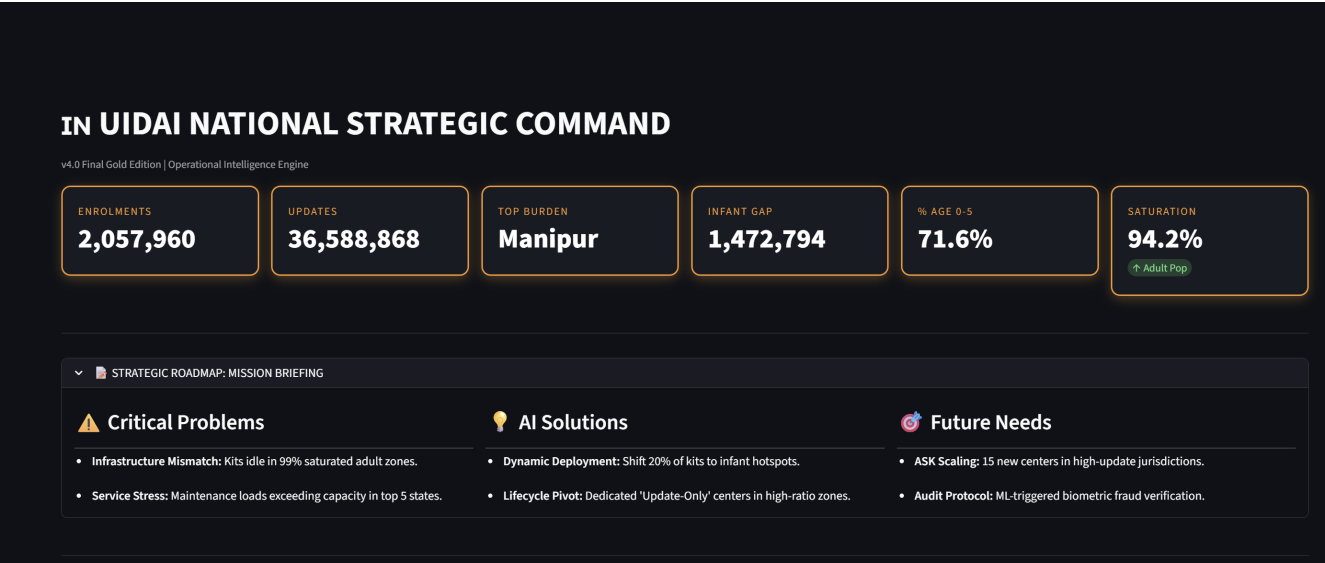 IN UIDAI NATIONAL STRATEGIC COMMAND
v4.0 Final Gold Edition | Operational Intelligence Engine
ENROLMENTS
2,057,960
UPDATES
36,588,868
TOP BURDEN
Manipur
INFANT GAP
1,472,794
% AGE 0-5
71.6%
SATURATION
94.2%
↑ Adult Pop
STRATEGIC ROADMAP: MISSION BRIEFING
Critical Problems
• Infrastructure Mismatch: Kits idle in 99% saturated adult zones.
• Service Stress: Maintenance loads exceeding capacity in top 5 states.
AI Solutions
• Dynamic Deployment: Shift 20% of kits to infant hotspots.
• Lifecycle Pivot: Dedicated 'Update-Only' centers in high-ratio zones.
Future Needs
• ASK Scaling: 15 new centers in high-update jurisdictions.
• Audit Protocol: ML-triggered biometric fraud verification.